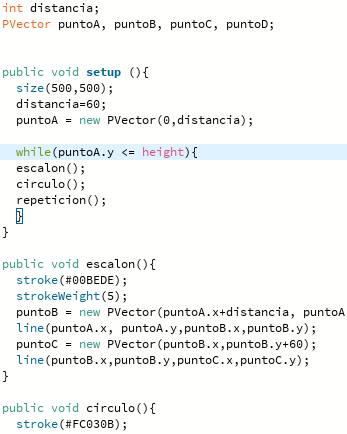 int distancia;
PVector puntoA, puntoB, puntoC, puntoD;
public void setup (){
size(500,500);
distancia=60;
puntoA = new PVector(0,distancia);
while(puntoA.y <= height){
escalon();
circulo();
repeticion();
}
}
public void escalon(){
stroke(#00BEDE);
strokeWeight(5);
puntoB = new PVector(puntoA.x+distancia, puntoA
line(puntoA.x, puntoA.y,puntoB.x,puntoB.y);
puntoC = new PVector(puntoB.x,puntoB.y+60);
line(puntoB.x,puntoB.y,puntoC.x,puntoC.y);
}
public void circulo(){
stroke(#FC030B);